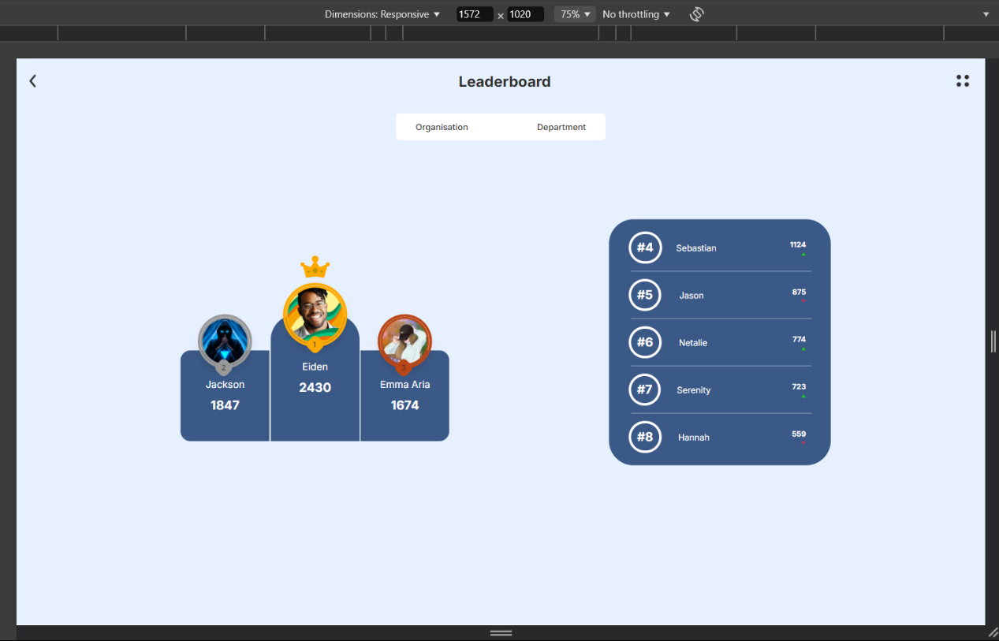 Dimensions: Responsive ▼ 1572 × 1020 75% ▼ No throttling ▼
Leaderboard
Organisation Department
1
Eiden
2430
2
Jackson
1847
3
Emma Aria
1674
#4 Sebastian 1124
#5 Jason 875
#6 Netalie 774
#7 Serenity 723
#8 Hannah 559